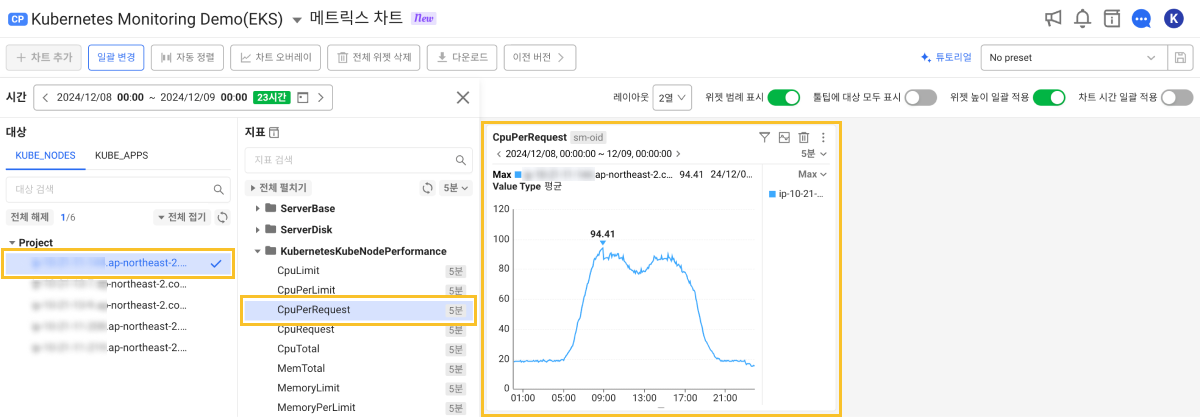 CP Kubernetes Monitoring Demo(EKS) 메트릭스 차트 New K
+ 차트 추가 일괄 변경 자동 정렬 차트 오버레이 전체 위젯 삭제 다운로드 이전 버전 튜토리얼 No preset
시간 2024/12/08 00:00 ~ 2024/12/09 00:00 23시간
레이아웃 2열 위젯 범례 표시 툴팁에 대상 모두 표시 위젯 높이 일괄 적용 차트 시간 일괄 적용
대상
KUBE_NODES KUBE_APPS
대상 검색
전체 해제 1/6 전체 접기
Project
.ap-northeast-2....
-northeast-2.co...
-northeast-2.co...
.ap-northeast-2....
.ap-northeast-2....
지표
지표 검색
전체 펼치기 5분
ServerBase
ServerDisk
KubernetesKubeNodePerformance
CpuLimit 5분
CpuPerLimit 5분
CpuPerRequest 5분
CpuRequest 5분
CpuTotal 5분
MemTotal 5분
MemoryLimit 5분
MemoryPerLimit 5분
CpuPerRequest sm-oid
2024/12/08, 00:00:00 ~ 12/09, 00:00:00 5분
Max .ap-northeast-2.c... 94.41 24/12/0...
Value Type 평균
Max
ip-10-21-...
120
100
80
60
40
20
0
94.41
01:00 05:00 09:00 13:00 17:00 21:00